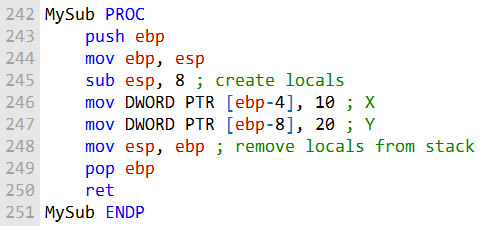 242 MySub PROC
243     push ebp
244     mov ebp, esp
245     sub esp, 8 ; create locals
246     mov DWORD PTR [ebp-4], 10 ; X
247     mov DWORD PTR [ebp-8], 20 ; Y
248     mov esp, ebp ; remove locals from stack
249     pop ebp
250     ret
251 MySub ENDP